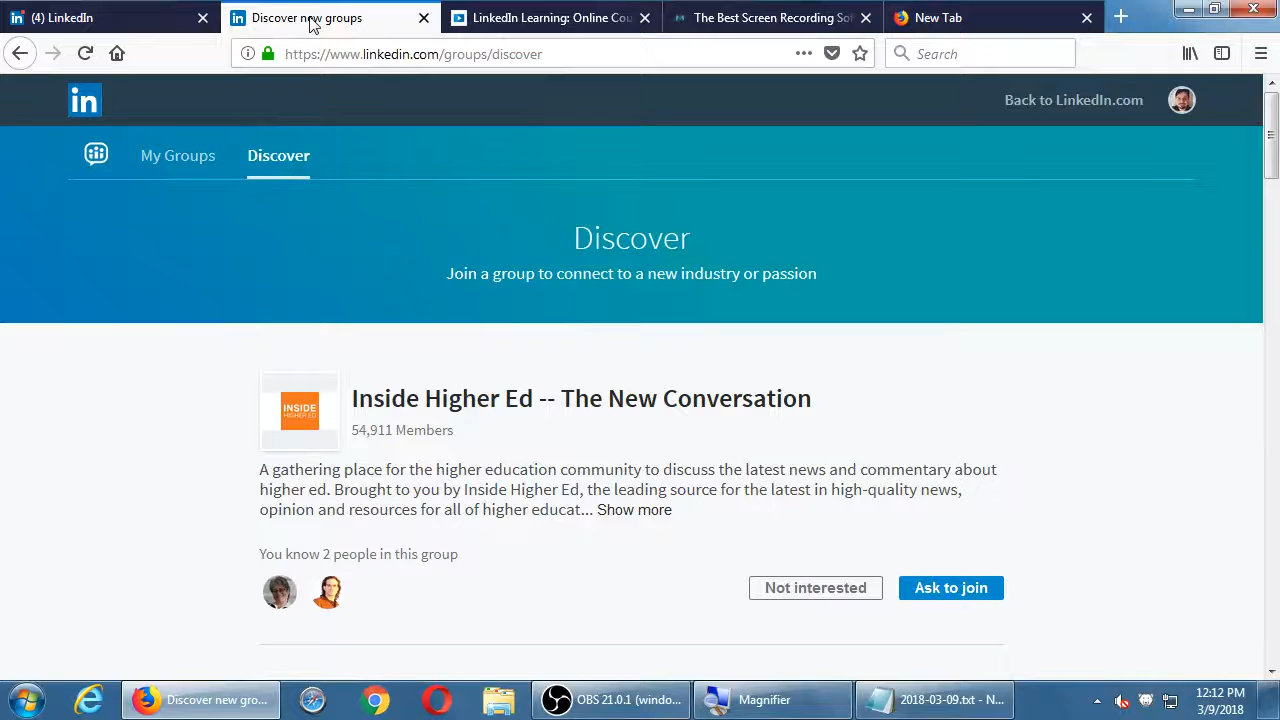 (4) LinkedIn
Discover new groups
LinkedIn Learning: Online Cou
The Best Screen Recording Sof
New Tab
https://www.linkedin.com/groups/discover
Search
in
Back to LinkedIn.com
My Groups
Discover
Discover
Join a group to connect to a new industry or passion
INSIDE
HIGHER ED
Inside Higher Ed -- The New Conversation
54,911 Members
A gathering place for the higher education community to discuss the latest news and commentary about
higher ed. Brought to you by Inside Higher Ed, the leading source for the latest in high-quality news,
opinion and resources for all of higher educat... Show more
You know 2 people in this group
Not interested
Ask to join
Discover new gro...
OBS 21.0.1 (windo...
Magnifier
2018-03-09.txt - N...
12:12 PM
3/9/2018